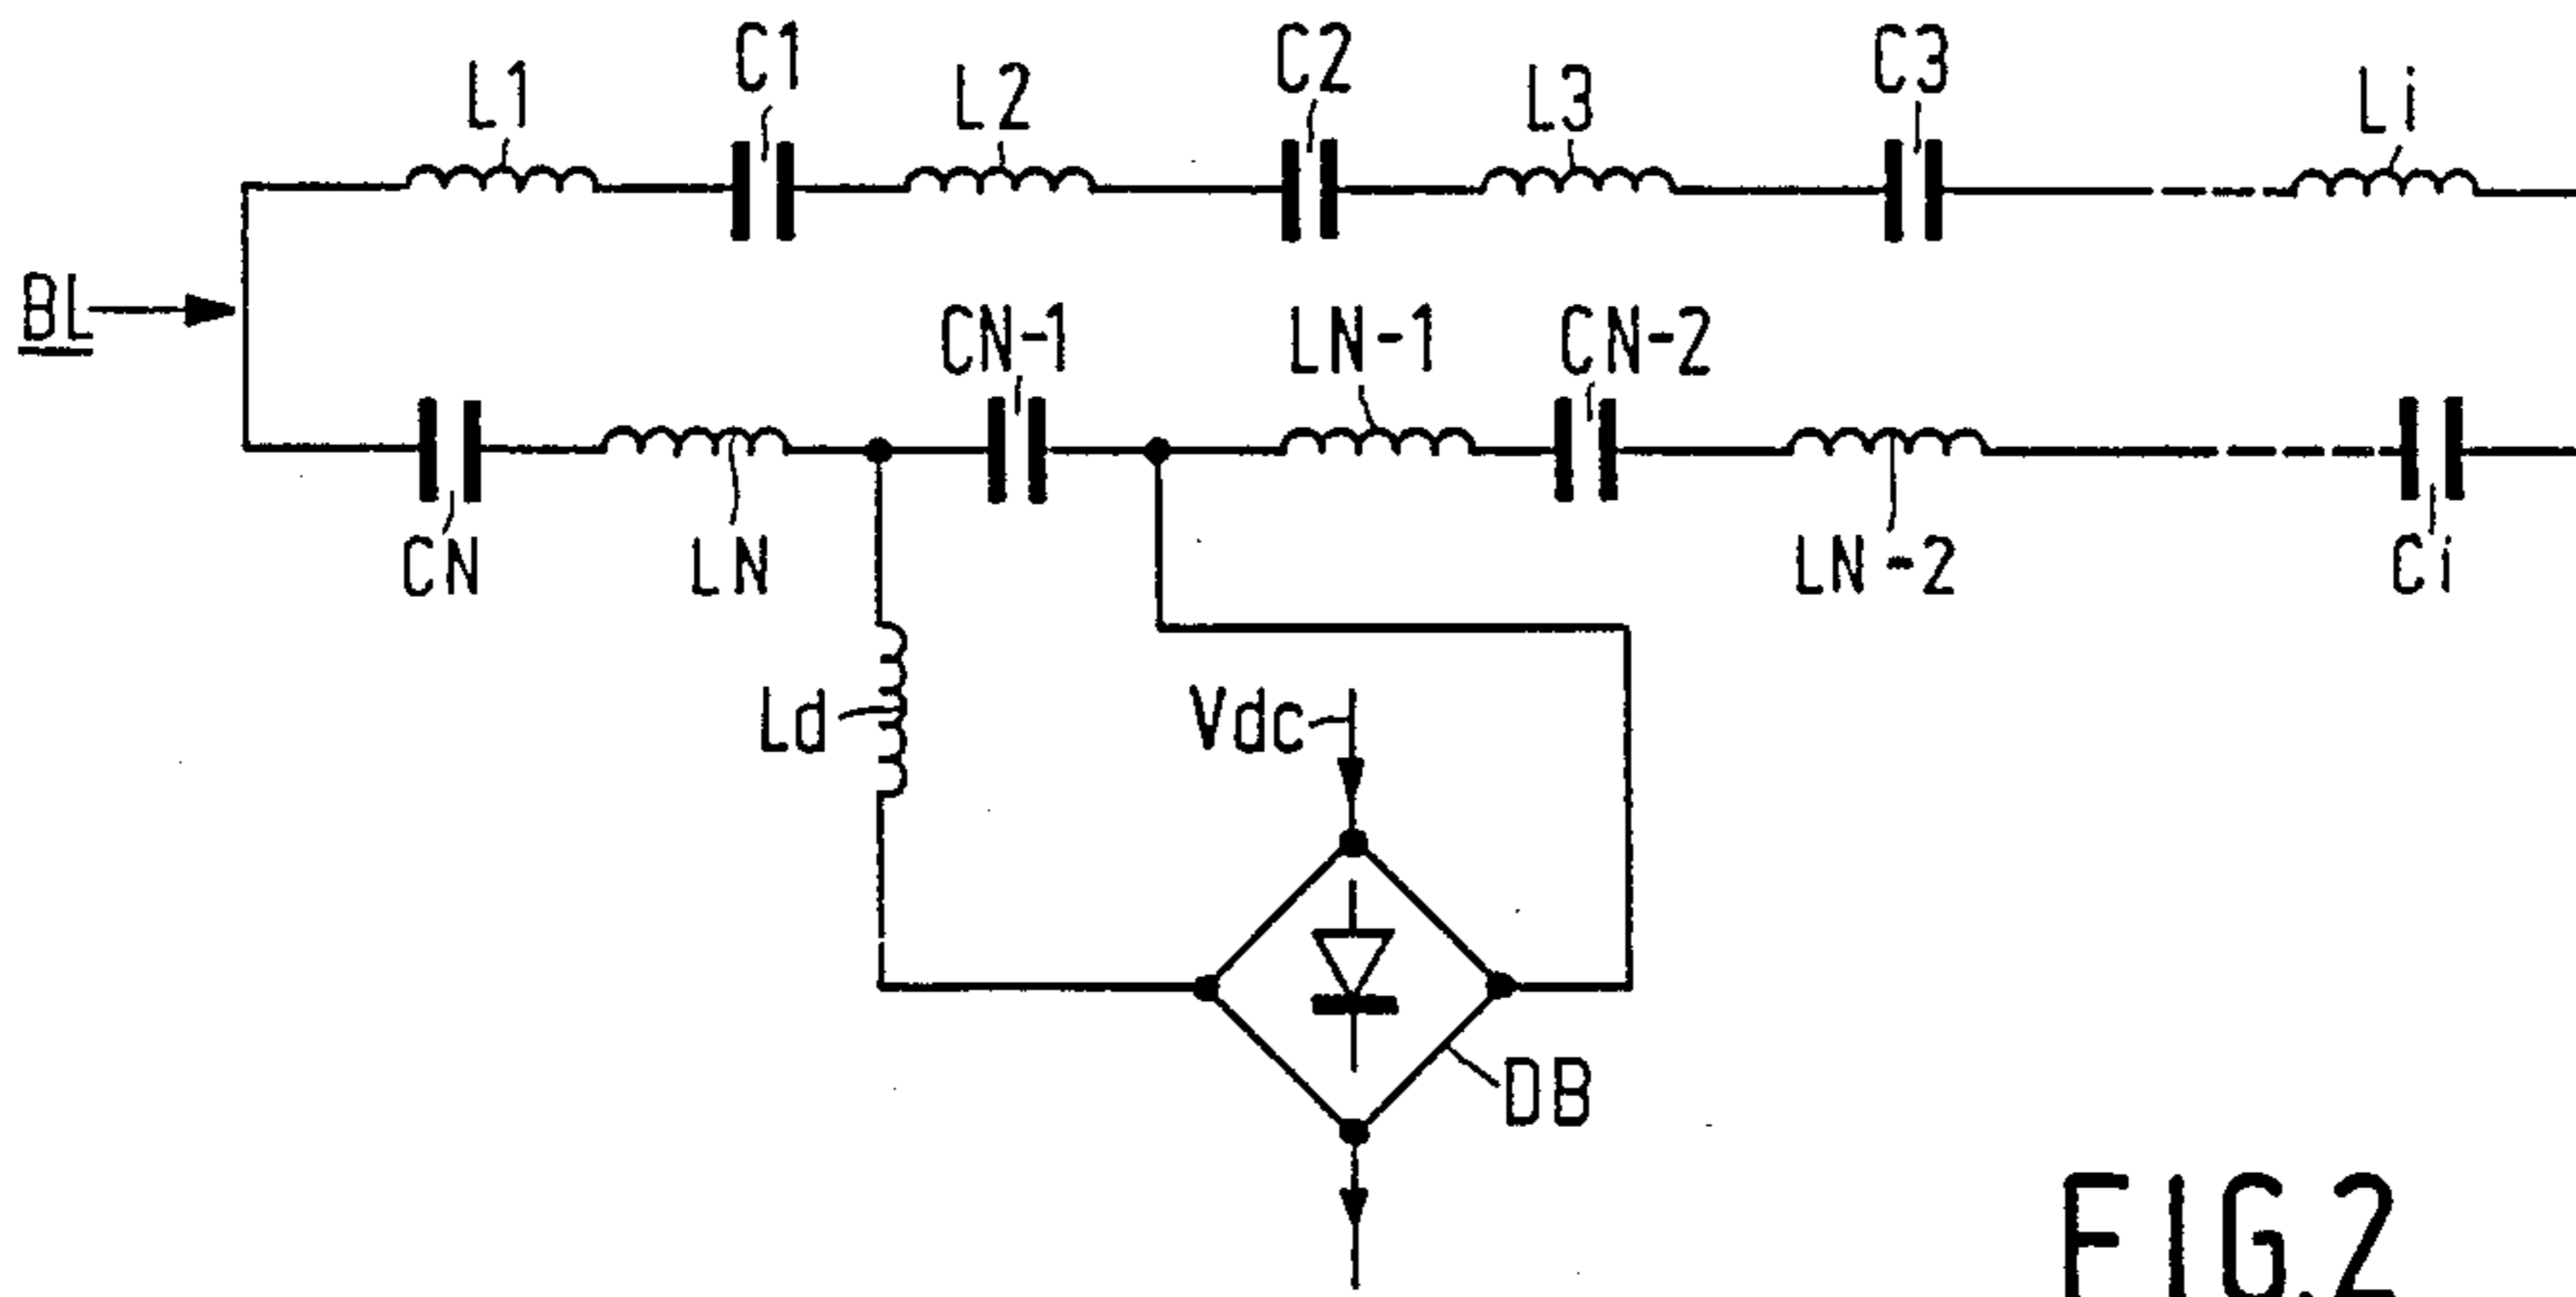 L1
C1
L2
C2
L3
C3
Li
BL
CN-1
LN-1
CN-2
CN
LN
LN-2
Ci
Ld
Vdc
DB
FIG.2